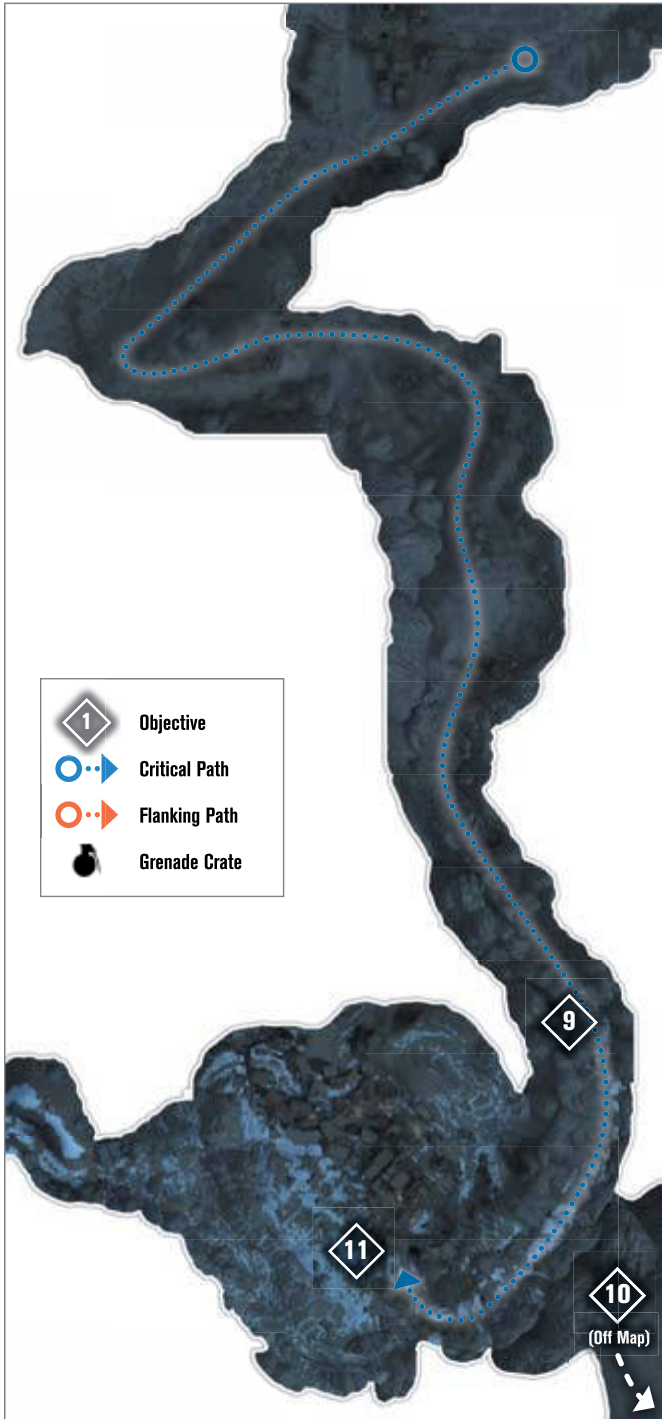 1 Objective
Critical Path
Flanking Path
Grenade Crate
9
11
10
(Off Map)